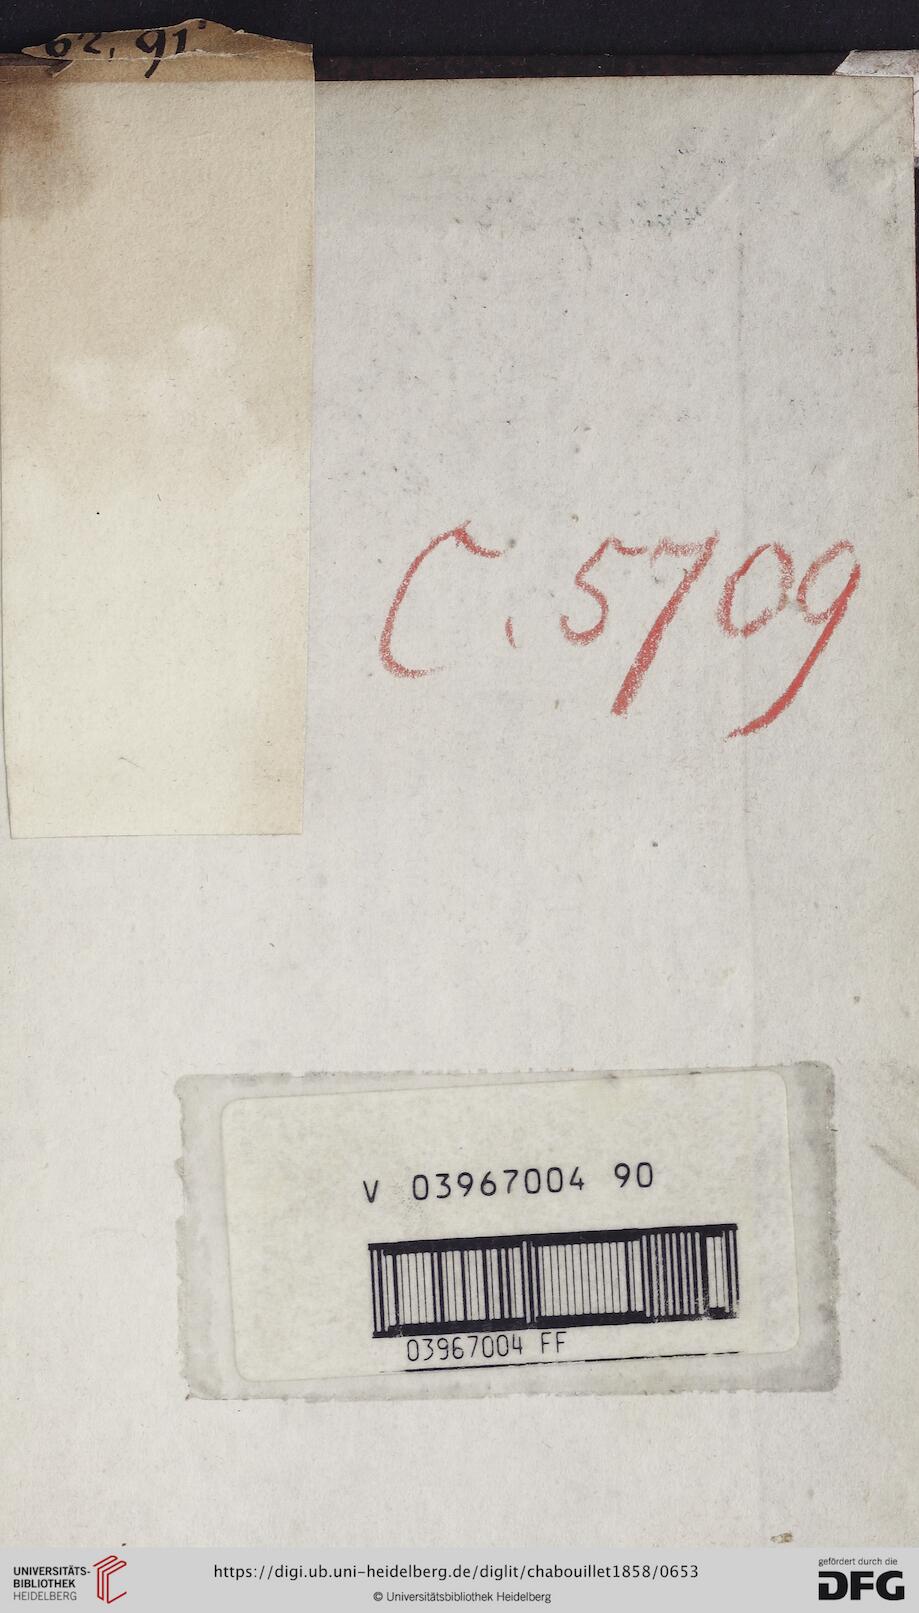 C. 5709
V 03967004 90
03967004 FF
UNIVERSITÄTS-
BIBLIOTHEK
HEIDELBERG
https://digi.ub.uni-heidelberg.de/diglit/chabouillet1858/0653
© Universitätsbibliothek Heidelberg
gefördert durch die
DFG